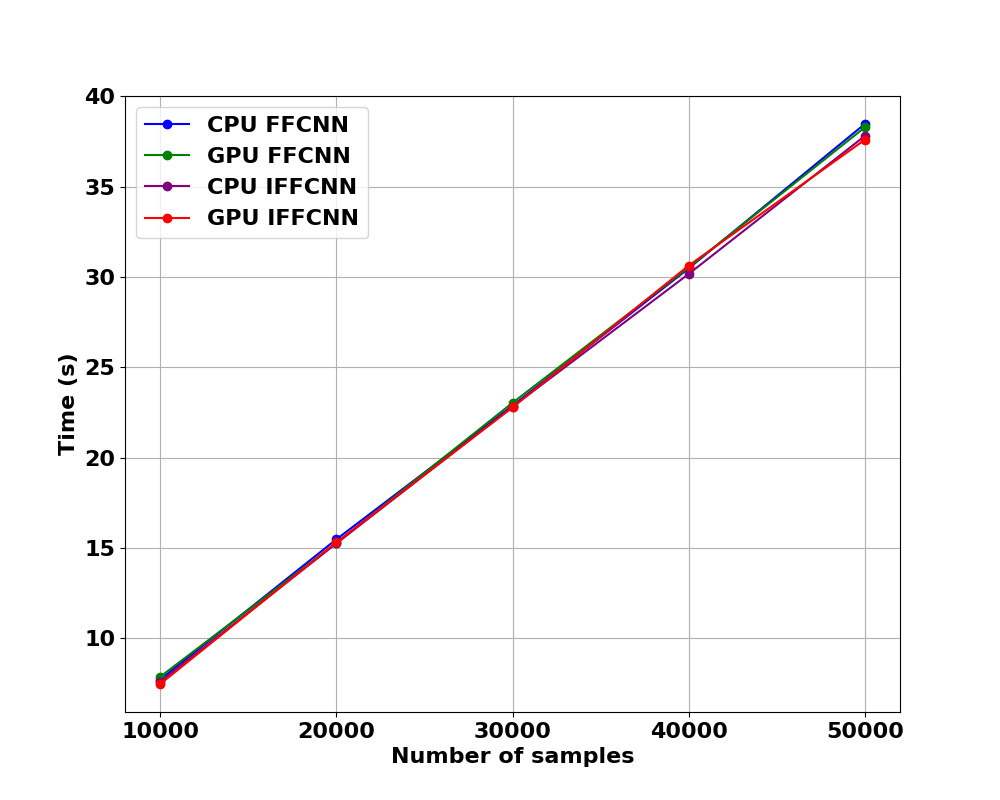 40
35
30
25
20
15
10
Time (s)
CPU FFCNN
GPU FFCNN
CPU IFFCNN
GPU IFFCNN
10000 20000 30000 40000 50000
Number of samples